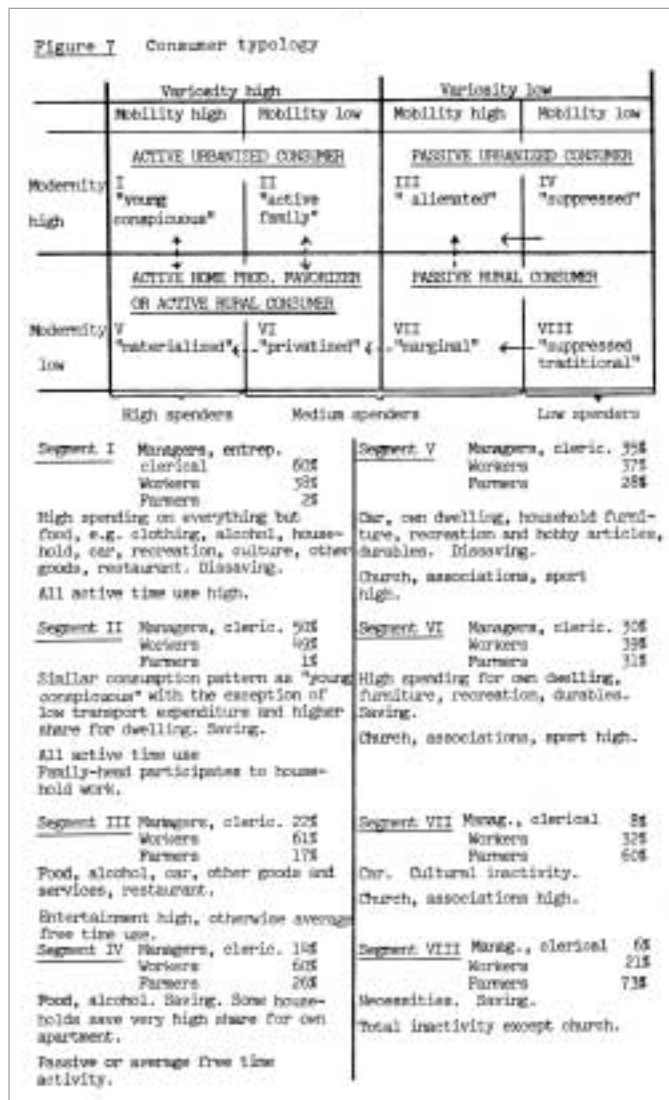 Figure 7 Consumer typology
Variosity high Variosity low
Mobility high Mobility low Mobility high Mobility low
ACTIVE URBANISED CONSUMER PASSIVE URBANISED CONSUMER
Modernity high
I "young conspicuous"
II "active family"
III " alienated"
IV "suppressed"
ACTIVE HOME PROD. FAVORIZER
OR ACTIVE RURAL CONSUMER
PASSIVE RURAL CONSUMER
Modernity low
V "materialized"
VI "privatized"
VII "marginal"
VIII "suppressed traditional"
High spenders Medium spenders Low spenders
Segment I Managers, entrep.
clerical 60%
Workers 38%
Farmers 2%
High spending on everything but
food, e.g. clothing, alcohol, house-
hold, car, recreation, culture, other
goods, restaurant. Dissaving.
All active time use high.
Segment II Managers, cleric. 50%
Workers 49%
Farmers 1%
Similar consumption pattern as "young
conspicuous" with the exception of
low transport expenditure and higher
share for dwelling. Saving.
All active time use
Family-head participates to house-
hold work.
Segment III Managers, cleric. 22%
Workers 61%
Farmers 17%
Food, alcohol, car, other goods and
services, restaurant.
Entertainment high, otherwise average
free time use.
Segment IV Managers, cleric. 14%
Workers 60%
Farmers 26%
Food, alcohol. Saving. Some house-
holds save very high share for own
apartment.
Passive or average free time
activity.
Segment V Managers, cleric. 35%
Workers 37%
Farmers 28%
Car, own dwelling, household furni-
ture, recreation and hobby articles,
durables. Dissaving.
Church, associations, sport
high.
Segment VI Managers, cleric. 30%
Workers 39%
Farmers 31%
High spending for own dwelling,
furniture, recreation, durables.
Saving.
Church, associations, sport high.
Segment VII Manag., clerical 8%
Workers 32%
Farmers 60%
Car. Cultural inactivity.
Church, associations high.
Segment VIII Manag., clerical 6%
Workers 21%
Farmers 73%
Necessities. Saving.
Total inactivity except church.